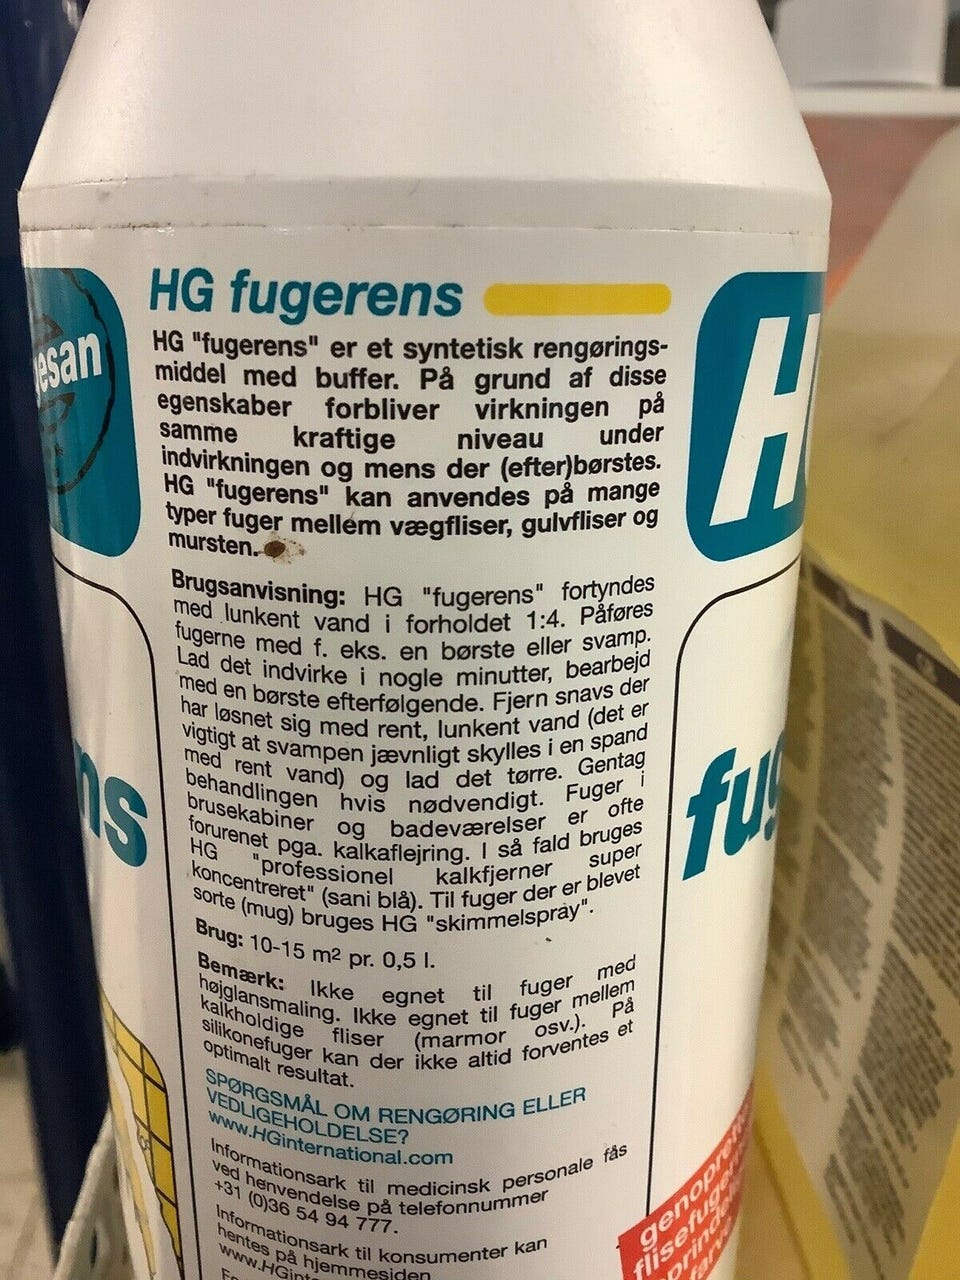 HG fugerens
HG "fugerens" er et syntetisk rengørings-
middel med buffer. På grund af disse
egenskaber forbliver virkningen på
samme kraftige niveau under
indvirkningen og mens der (efter)børstes.
HG "fugerens" kan anvendes på mange
typer fuger mellem vægfliser, gulvfliser og
mursten.
Brugsanvisning: HG "fugerens" fortyndes
med lunkent vand i forholdet 1:4. Påføres
fugerne med f. eks. en børste eller svamp.
Lad det indvirke i nogle minutter, bearbejd
med en børste efterfølgende. Fjern snavs der
har løsnet sig med rent, lunkent vand (det er
vigtigt at svampen jævnligt skylles i en spand
med rent vand) og lad det tørre. Gentag
behandlingen hvis nødvendigt. Fuger i
brusekabiner og badeværelser er ofte
forurenet pga. kalkaflejring. I så fald bruges
HG "professionel kalkfjerner super
koncentreret" (sani blå). Til fuger der er blevet
sorte (mug) bruges HG "skimmelspray".
Brug: 10-15 m² pr. 0,5 l.
Bemærk: Ikke egnet til fuger med
højglansmaling. Ikke egnet til fuger mellem
kalkholdige fliser (marmor osv.). På
silikonefuger kan der ikke altid forventes et
optimalt resultat.
SPØRGSMÅL OM RENGØRING ELLER
VEDLIGEHOLDELSE?
www.HGinternational.com
Informationsark til medicinsk personale fås
ved henvendelse på telefonnummer
+31 (0)36 54 94 777.
Informationsark til konsumenter kan
hentes på hjemmesiden
www.HGinternat
esan
ns
H
fug
genopret
flisefuger
oprinde
farve